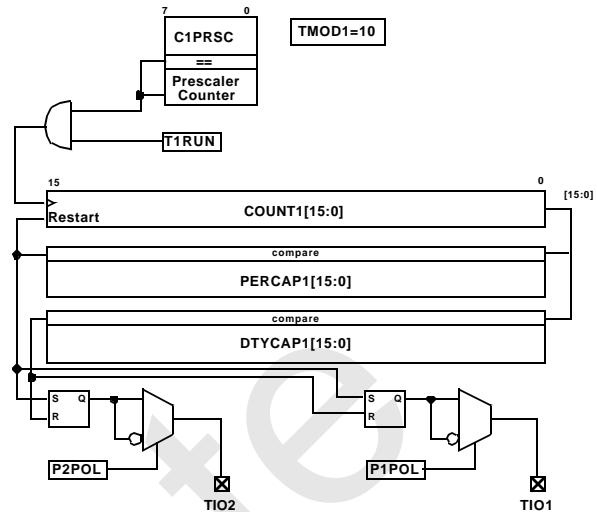 7 0
C1PRSC
TMOD1=10
==
Prescaler
Counter
T1RUN
15 0
[15:0]
COUNT1[15:0]
Restart
compare
PERCAP1[15:0]
compare
DTYCAP1[15:0]
S Q
R
S Q
R
P2POL
P1POL
TIO2
TIO1